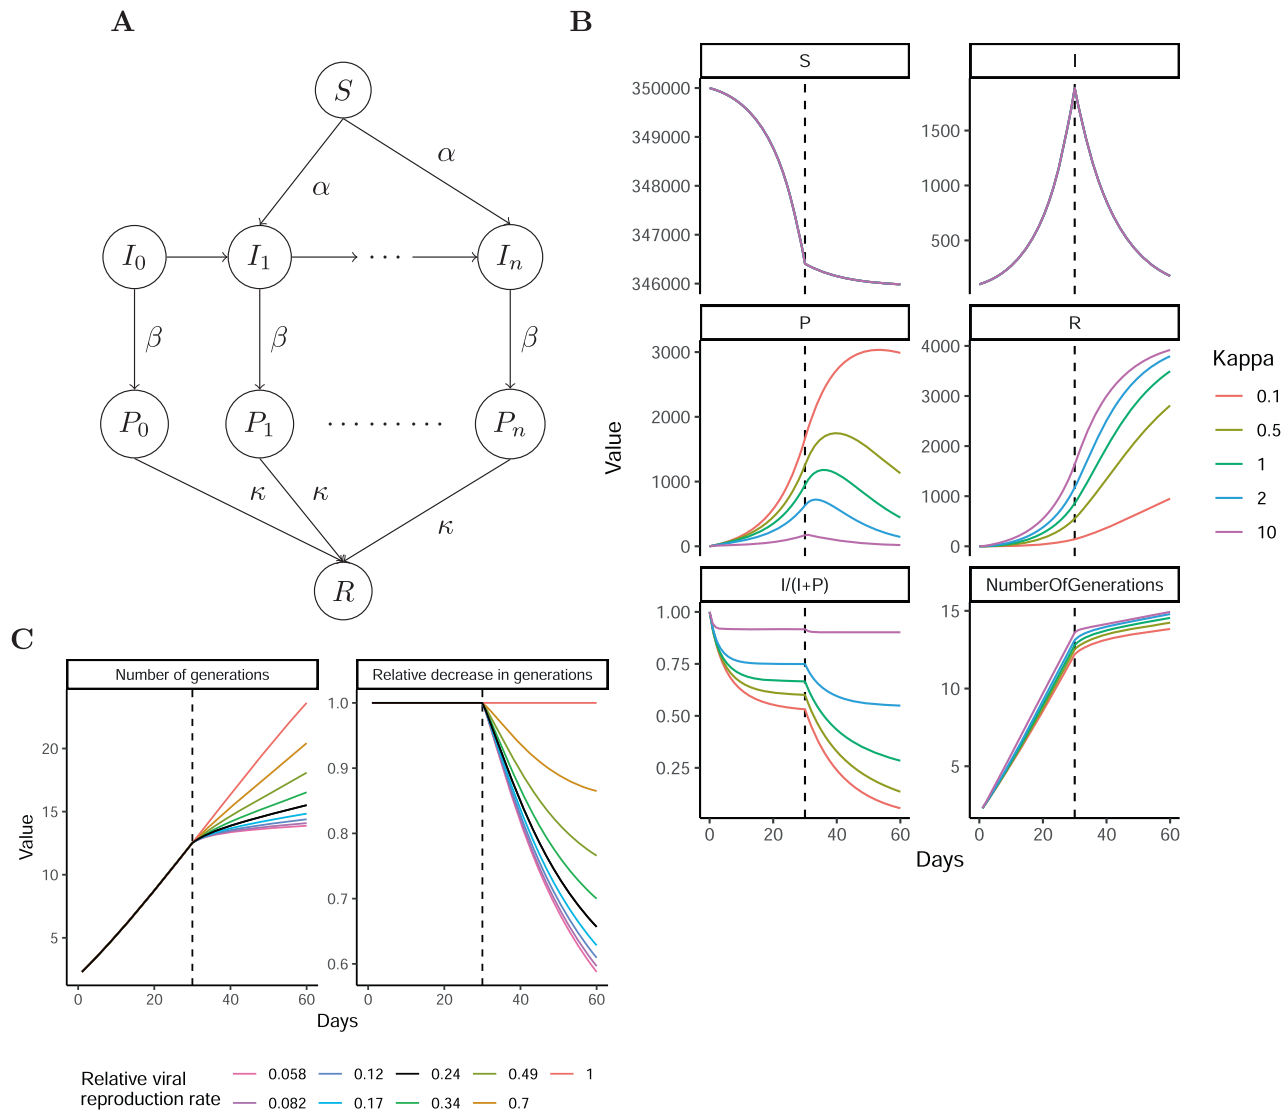 A
S
α
α
I0
I1
···
In
β
β
β
P0
P1
·········
Pn
κ
κ
κ
R
B
S
350000
349000
348000
347000
346000
I
1500
1000
500
P
3000
2000
1000
0
R
4000
3000
2000
1000
0
I/(I+P)
1.00
0.75
0.50
0.25
0 20 40 60
NumberOfGenerations
15
10
5
0 20 40 60
Value
Days
Kappa
0.1
0.5
1
2
10
C
Number of generations
20
15
10
5
0 20 40 60
Relative decrease in generations
1.0
0.9
0.8
0.7
0.6
0 20 40 60
Value
Days
Relative viral
reproduction rate
0.058 0.12 0.24 0.49 1
0.082 0.17 0.34 0.7